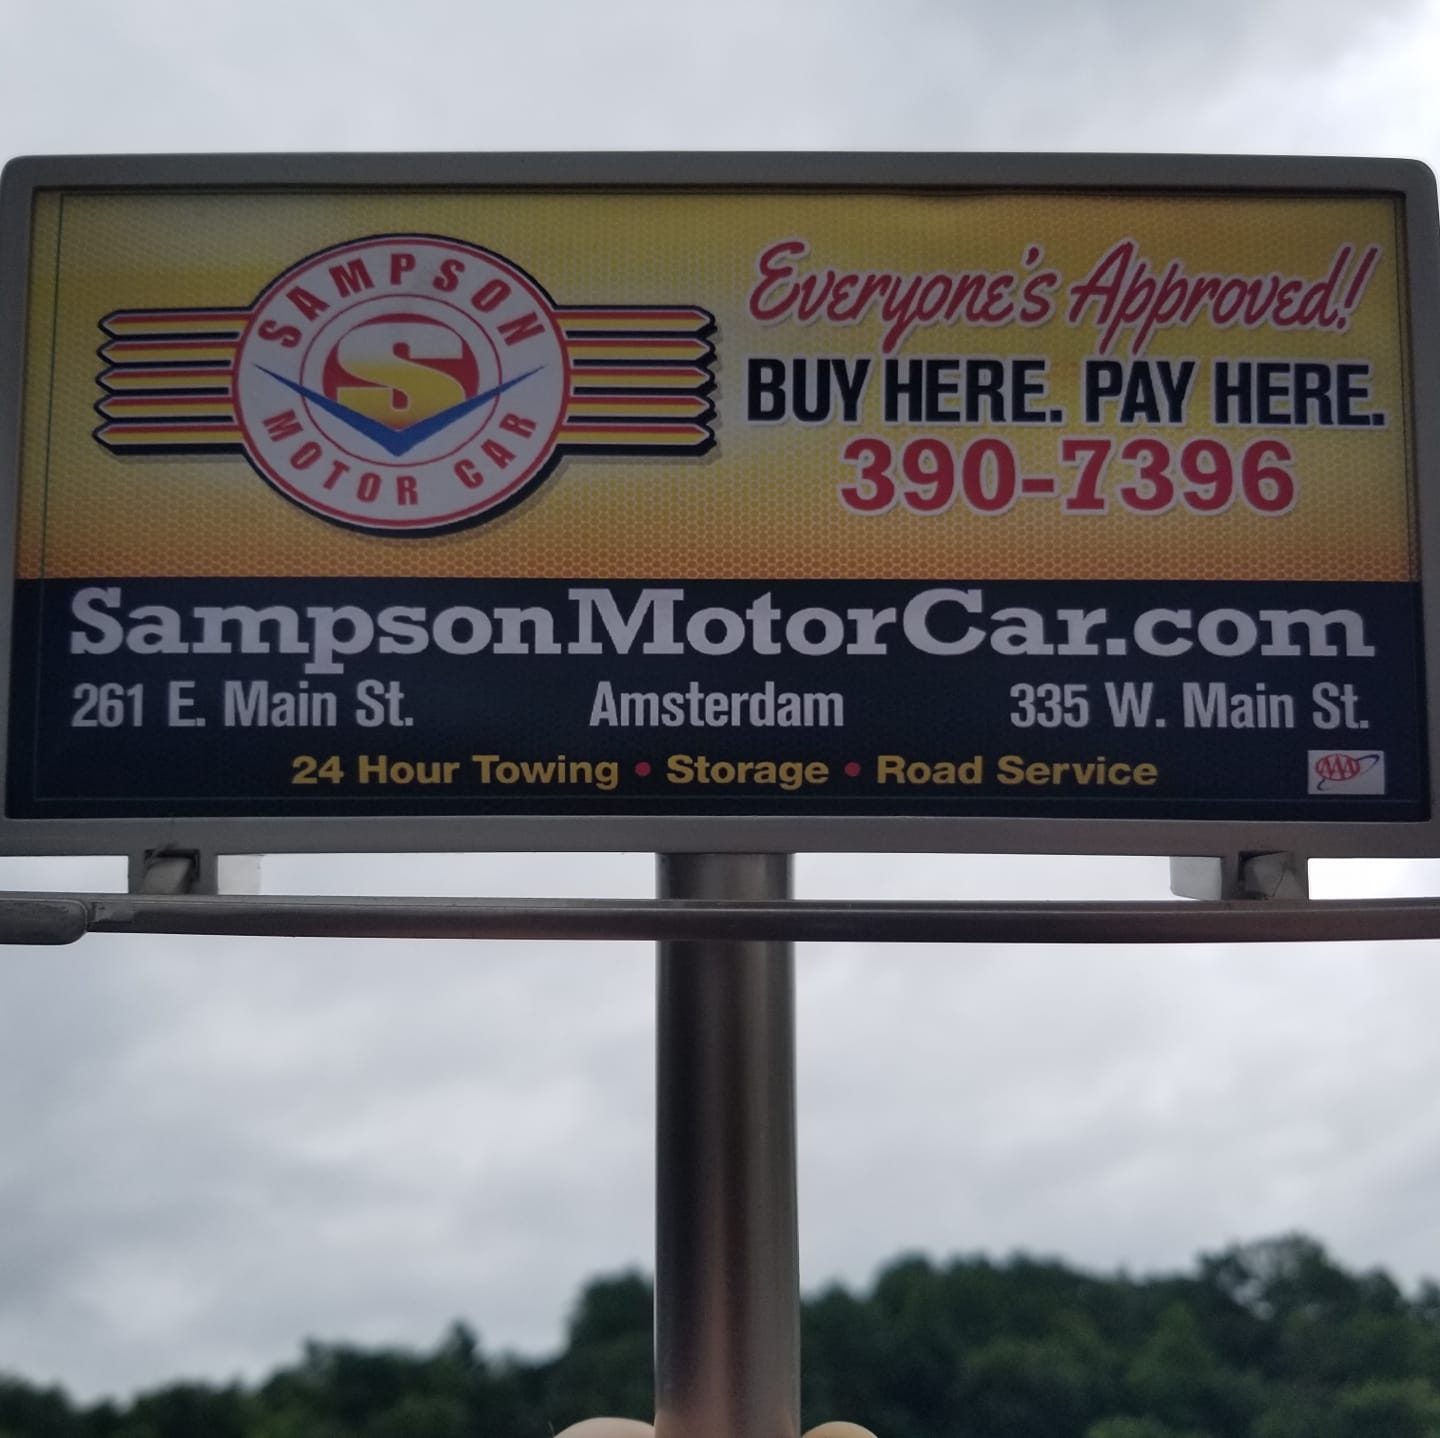 SAMPSON
S
MOTOR CAR
Everyone's Approved!
BUY HERE. PAY HERE.
390-7396
SampsonMotorCar.com
261 E. Main St. Amsterdam 335 W. Main St.
24 Hour Towing • Storage • Road Service
AAA